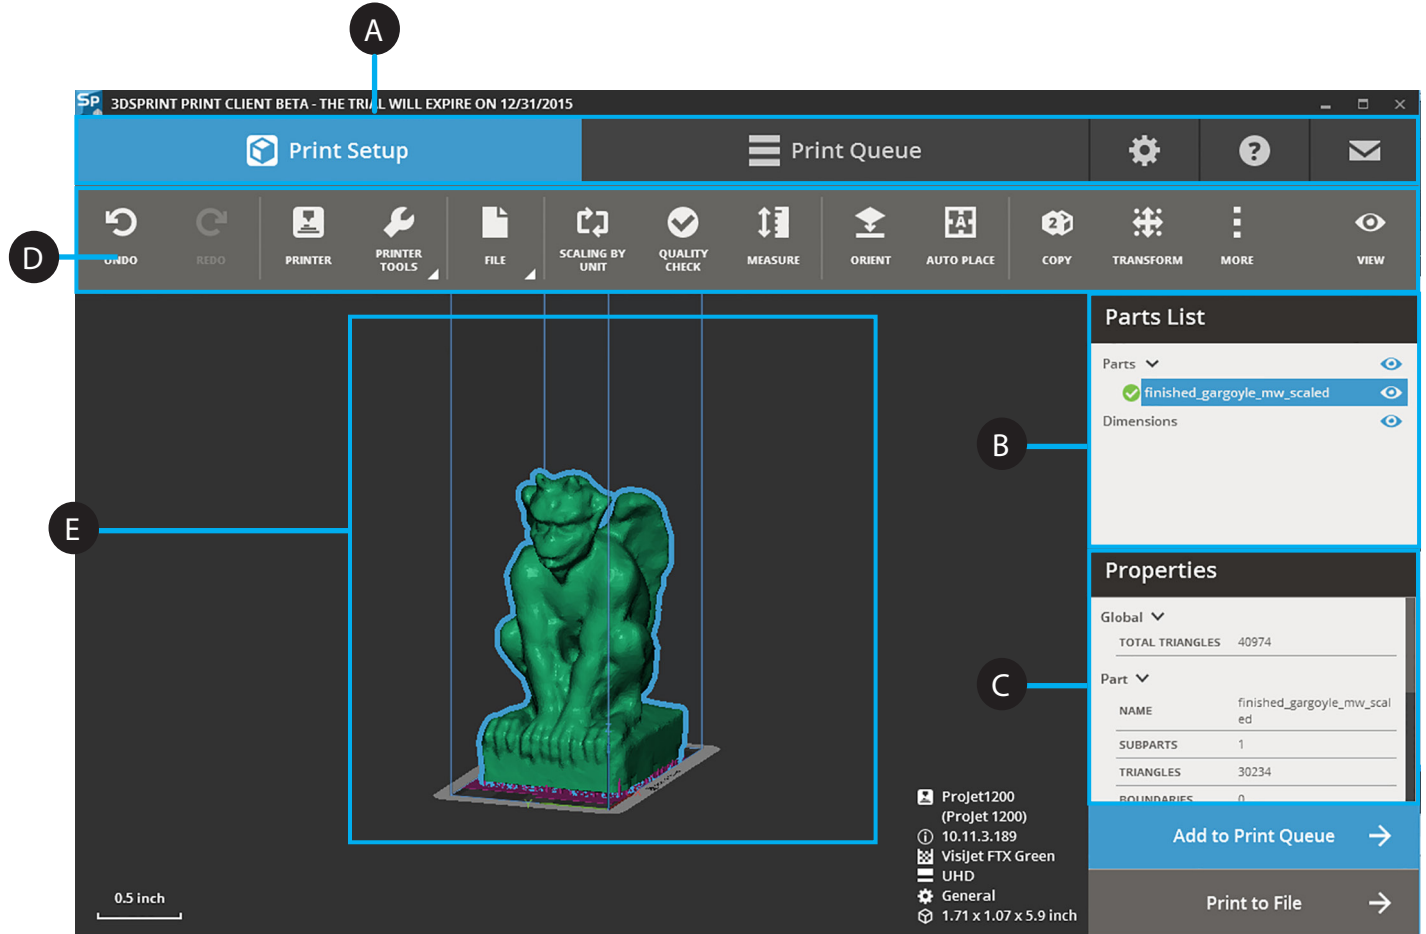 A
SP 3DSPRINT PRINT CLIENT BETA - THE TRIAL WILL EXPIRE ON 12/31/2015
Print Setup
Print Queue
?
D
UNDO
REDO
PRINTER
PRINTER
TOOLS
FILE
SCALING BY
UNIT
QUALITY
CHECK
MEASURE
ORIENT
A
AUTO PLACE
2
COPY
TRANSFORM
MORE
VIEW
Parts List
Parts
finished_gargoyle_mw_scaled
Dimensions
B
E
Properties
Global
TOTAL TRIANGLES 40974
C
Part
NAME finished_gargoyle_mw_scal
ed
SUBPARTS 1
TRIANGLES 30234
BOUNDARIES 0
Y
ProJet1200
(ProJet 1200)
10.11.3.189
VisiJet FTX Green
UHD
General
1.71 x 1.07 x 5.9 inch
0.5 inch
Add to Print Queue
Print to File